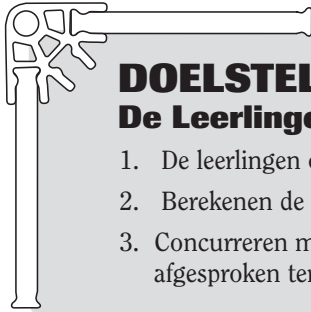 DOELSTEL
De Leerlinge
1. De leerlingen
2. Berekenen de
3. Concurreren m
afgesproken ter